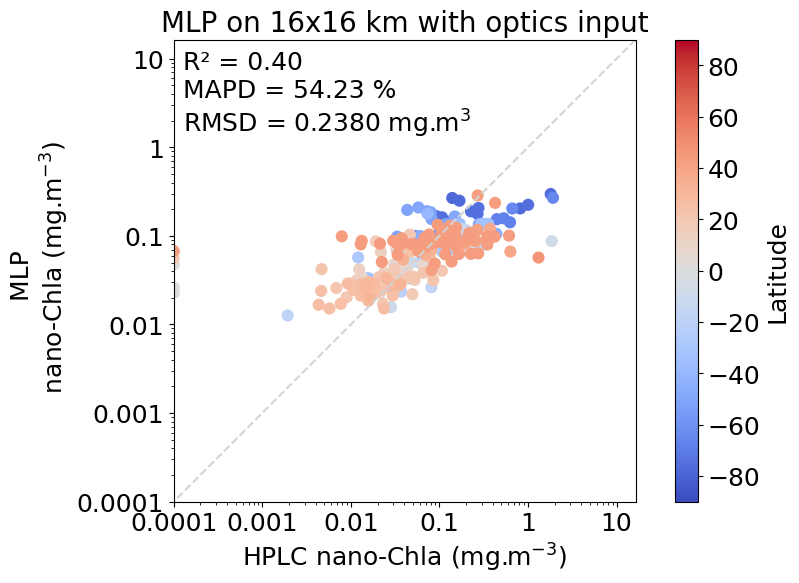 MLP on 16x16 km with optics input
R² = 0.40
MAPD = 54.23 %
RMSD = 0.2380 mg.m³
10
1
0.1
0.01
0.001
0.0001
MLP
nano-Chla (mg.m⁻³)
0.0001 0.001 0.01 0.1 1 10
HPLC nano-Chla (mg.m⁻³)
80
60
40
20
0
−20
−40
−60
−80
Latitude